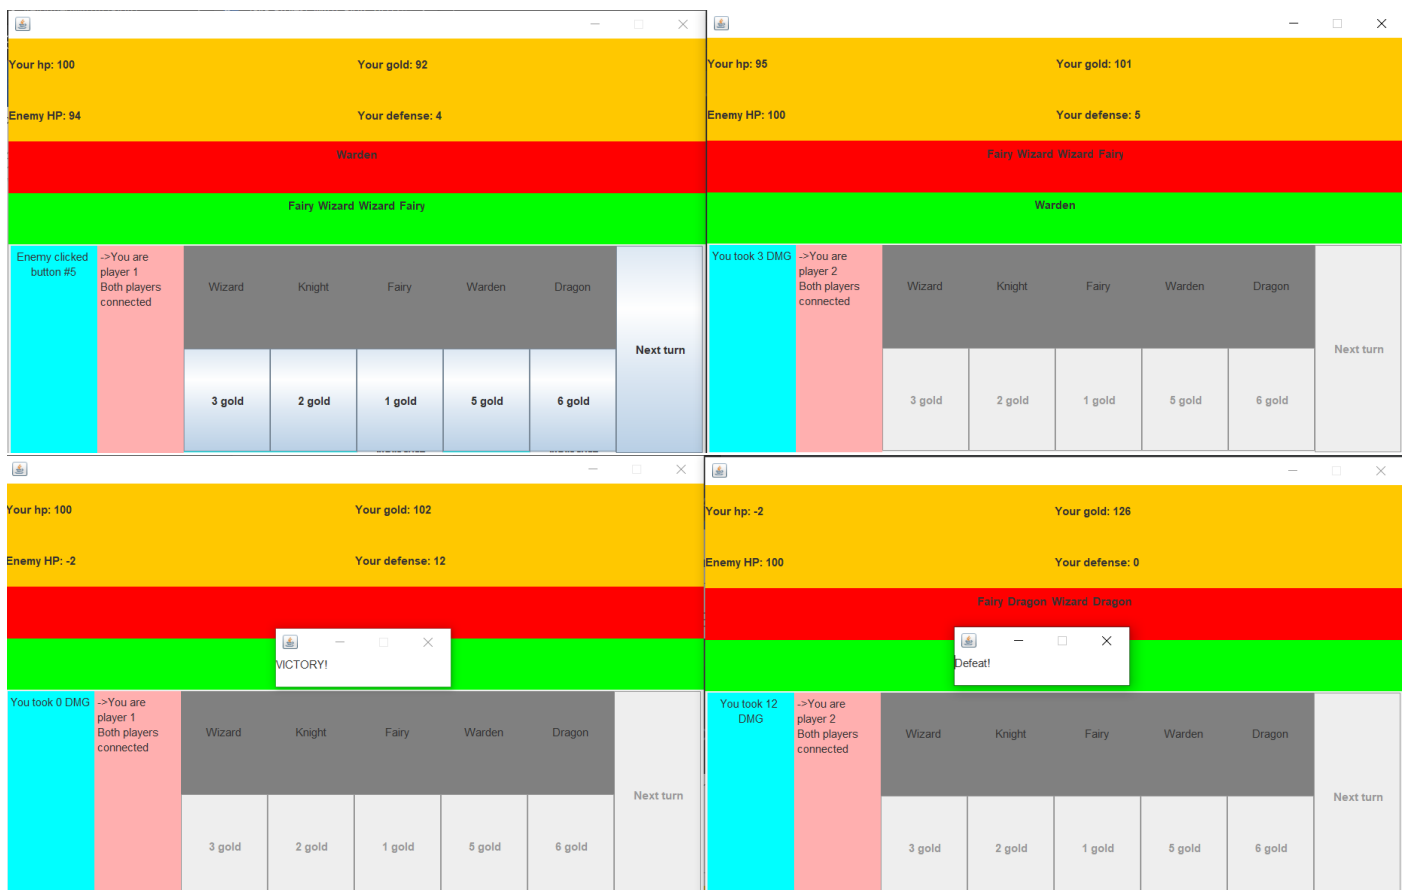 Your hp: 100
Your gold: 92
Enemy HP: 94
Your defense: 4
Warden
Fairy Wizard Wizard Fairy
Enemy clicked
button #5
->You are
player 1
Both players
connected
Wizard
Knight
Fairy
Warden
Dragon
Next turn
3 gold
2 gold
1 gold
5 gold
6 gold
Your hp: 95
Your gold: 101
Enemy HP: 100
Your defense: 5
Fairy Wizard Wizard Fairy
Warden
You took 3 DMG
->You are
player 2
Both players
connected
Wizard
Knight
Fairy
Warden
Dragon
Next turn
3 gold
2 gold
1 gold
5 gold
6 gold
Your hp: 100
Your gold: 102
Enemy HP: -2
Your defense: 12
VICTORY!
You took 0 DMG
->You are
player 1
Both players
connected
Wizard
Knight
Fairy
Warden
Dragon
Next turn
3 gold
2 gold
1 gold
5 gold
6 gold
Your hp: -2
Your gold: 126
Enemy HP: 100
Your defense: 0
Fairy Dragon Wizard Dragon
Defeat!
You took 12
DMG
->You are
player 2
Both players
connected
Wizard
Knight
Fairy
Warden
Dragon
Next turn
3 gold
2 gold
1 gold
5 gold
6 gold